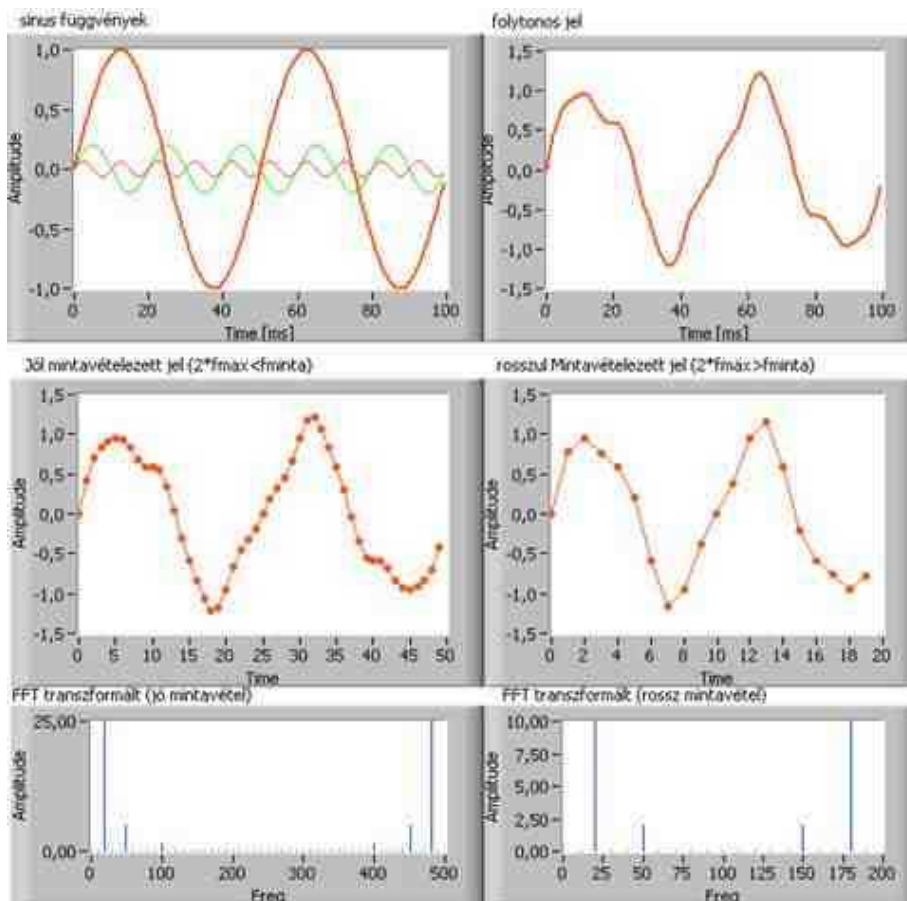 sinus függvények
folytonos jel
Amplitude
1,0
0,5
0,0
-0,5
-1,0
0 20 40 60 80 100
Time [ms]
Amplitude
1,5
1,0
0,5
0,0
-0,5
-1,0
-1,5
0 20 40 60 80 100
Time [ms]
Jól mintavételezett jel (2*fmax<fminta)
rosszul Mintavételezett jel (2*fmax>fminta)
Amplitude
1,5
1,0
0,5
0,0
-0,5
-1,0
-1,5
0 5 10 15 20 25 30 35 40 45 50
Time
Amplitude
1,5
1,0
0,5
0,0
-0,5
-1,0
-1,5
0 2 4 6 8 10 12 14 16 18 20
Time
FFT transzformált (jó mintavétel)
FFT transzformált (rossz mintavétel)
Amplitude
25,00
0,00
0 100 200 300 400 500
Freq
Amplitude
10,00
7,50
5,00
2,50
0,00
0 25 50 75 100 125 150 175 200
Freq